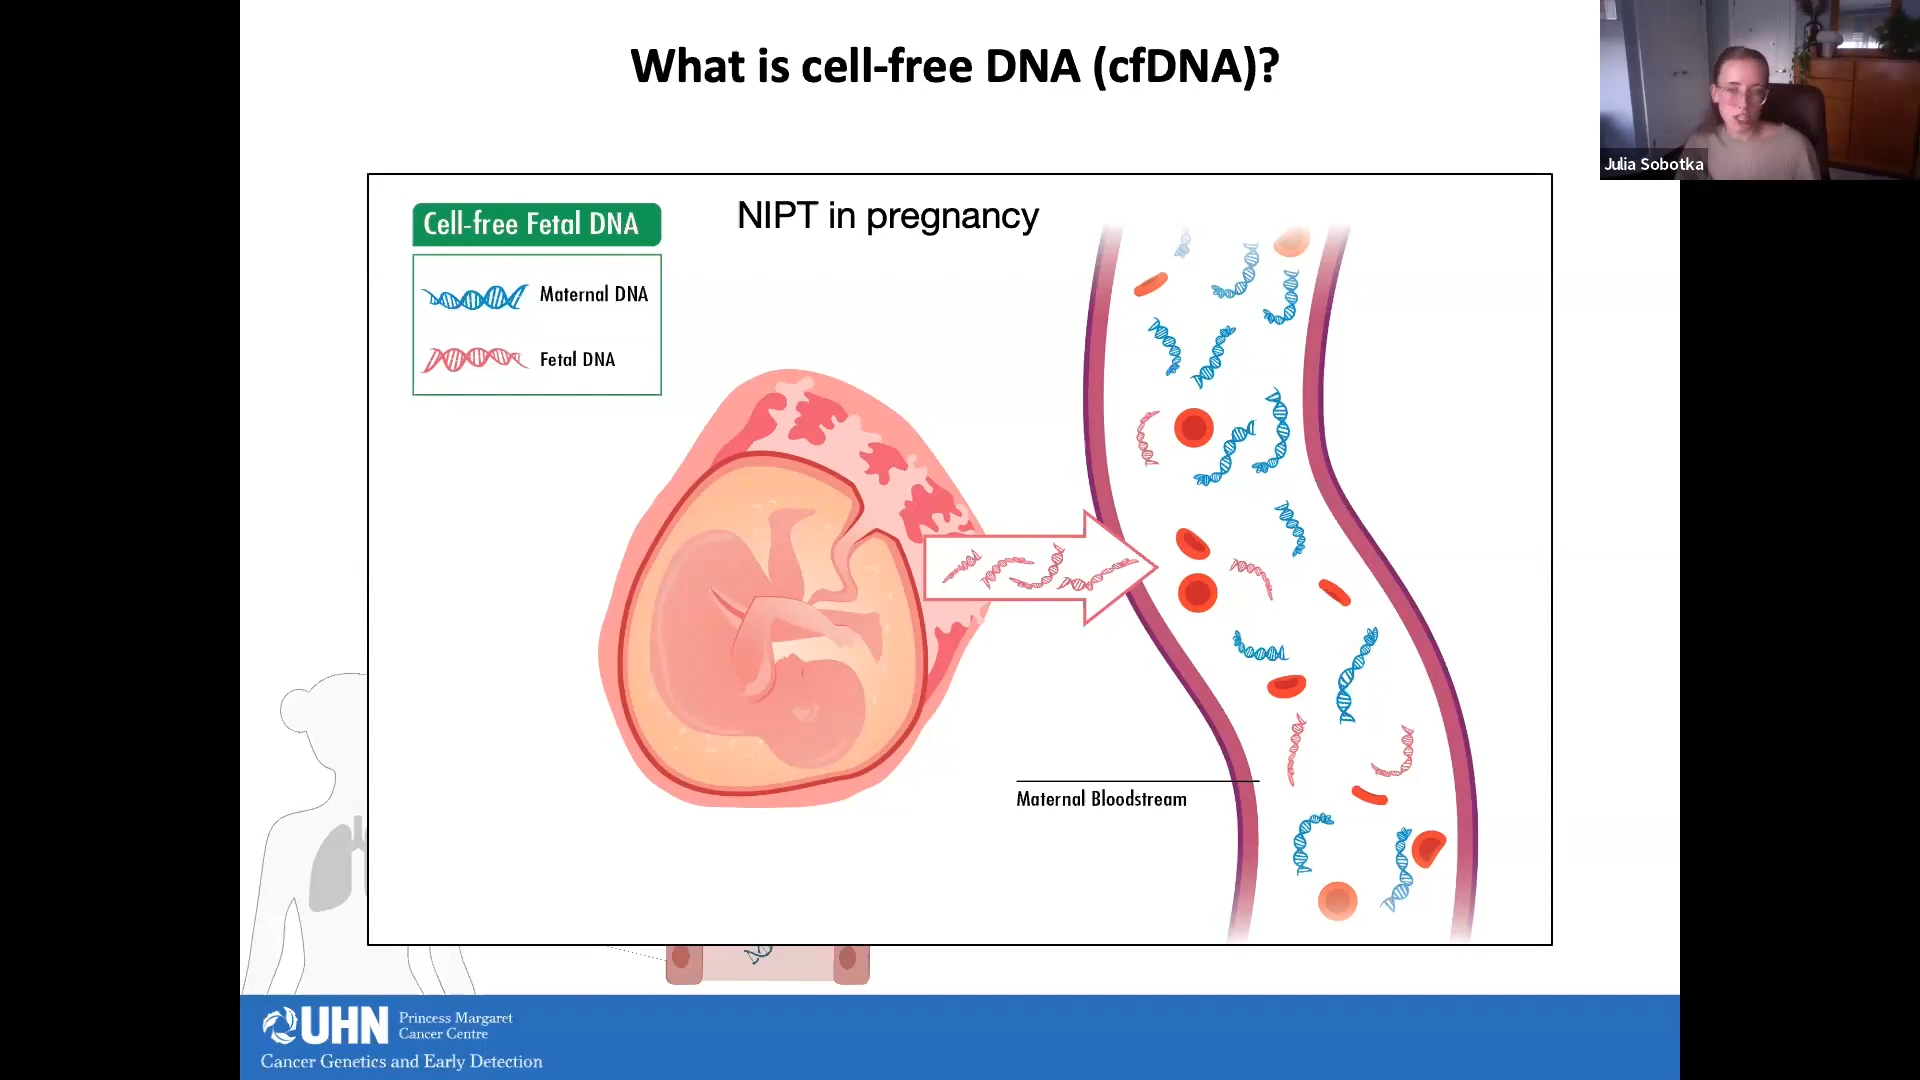 What is cell-free DNA (cfDNA)?
Julia Sobotka
Cell-free Fetal DNA
NIPT in pregnancy
Maternal DNA
Fetal DNA
Maternal Bloodstream
UHN
Princess Margaret
Cancer Centre
Cancer Genetics and Early Detection